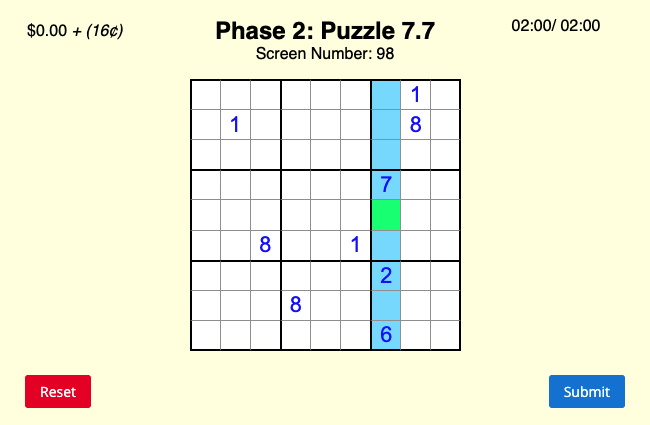 $0.00 + (16¢)
Phase 2: Puzzle 7.7
02:00/ 02:00
Screen Number: 98
1
1 8
7
8 1
2
8
6
Reset
Submit